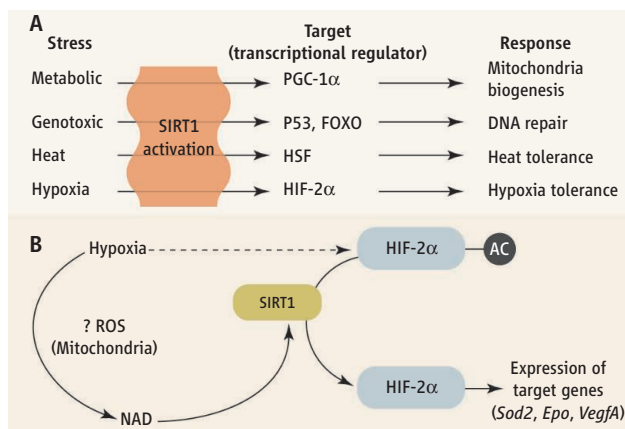 A
Stress
Target
(transcriptional regulator)
Response
Metabolic
PGC-1α
Mitochondria
biogenesis
Genotoxic
SIRT1
activation
P53, FOXO
DNA repair
Heat
HSF
Heat tolerance
Hypoxia
HIF-2α
Hypoxia tolerance
B
Hypoxia
HIF-2α
AC
SIRT1
? ROS
(Mitochondria)
NAD
HIF-2α
Expression of
target genes
(Sod2, Epo, VegfA)